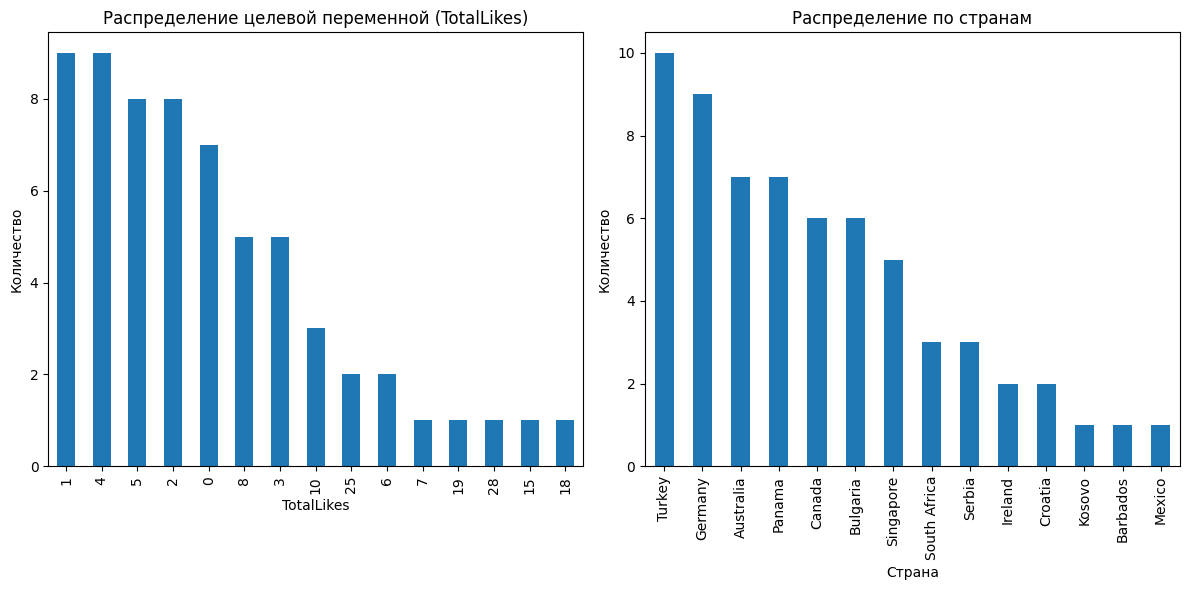 Распределение целевой переменной (TotalLikes)
Количество
8
6
4
2
0
1
4
5
2
0
8
3
10
25
6
7
19
28
15
18
TotalLikes
Распределение по странам
Количество
10
8
6
4
2
0
Turkey
Germany
Australia
Panama
Canada
Bulgaria
Singapore
South Africa
Serbia
Ireland
Croatia
Kosovo
Barbados
Mexico
Страна